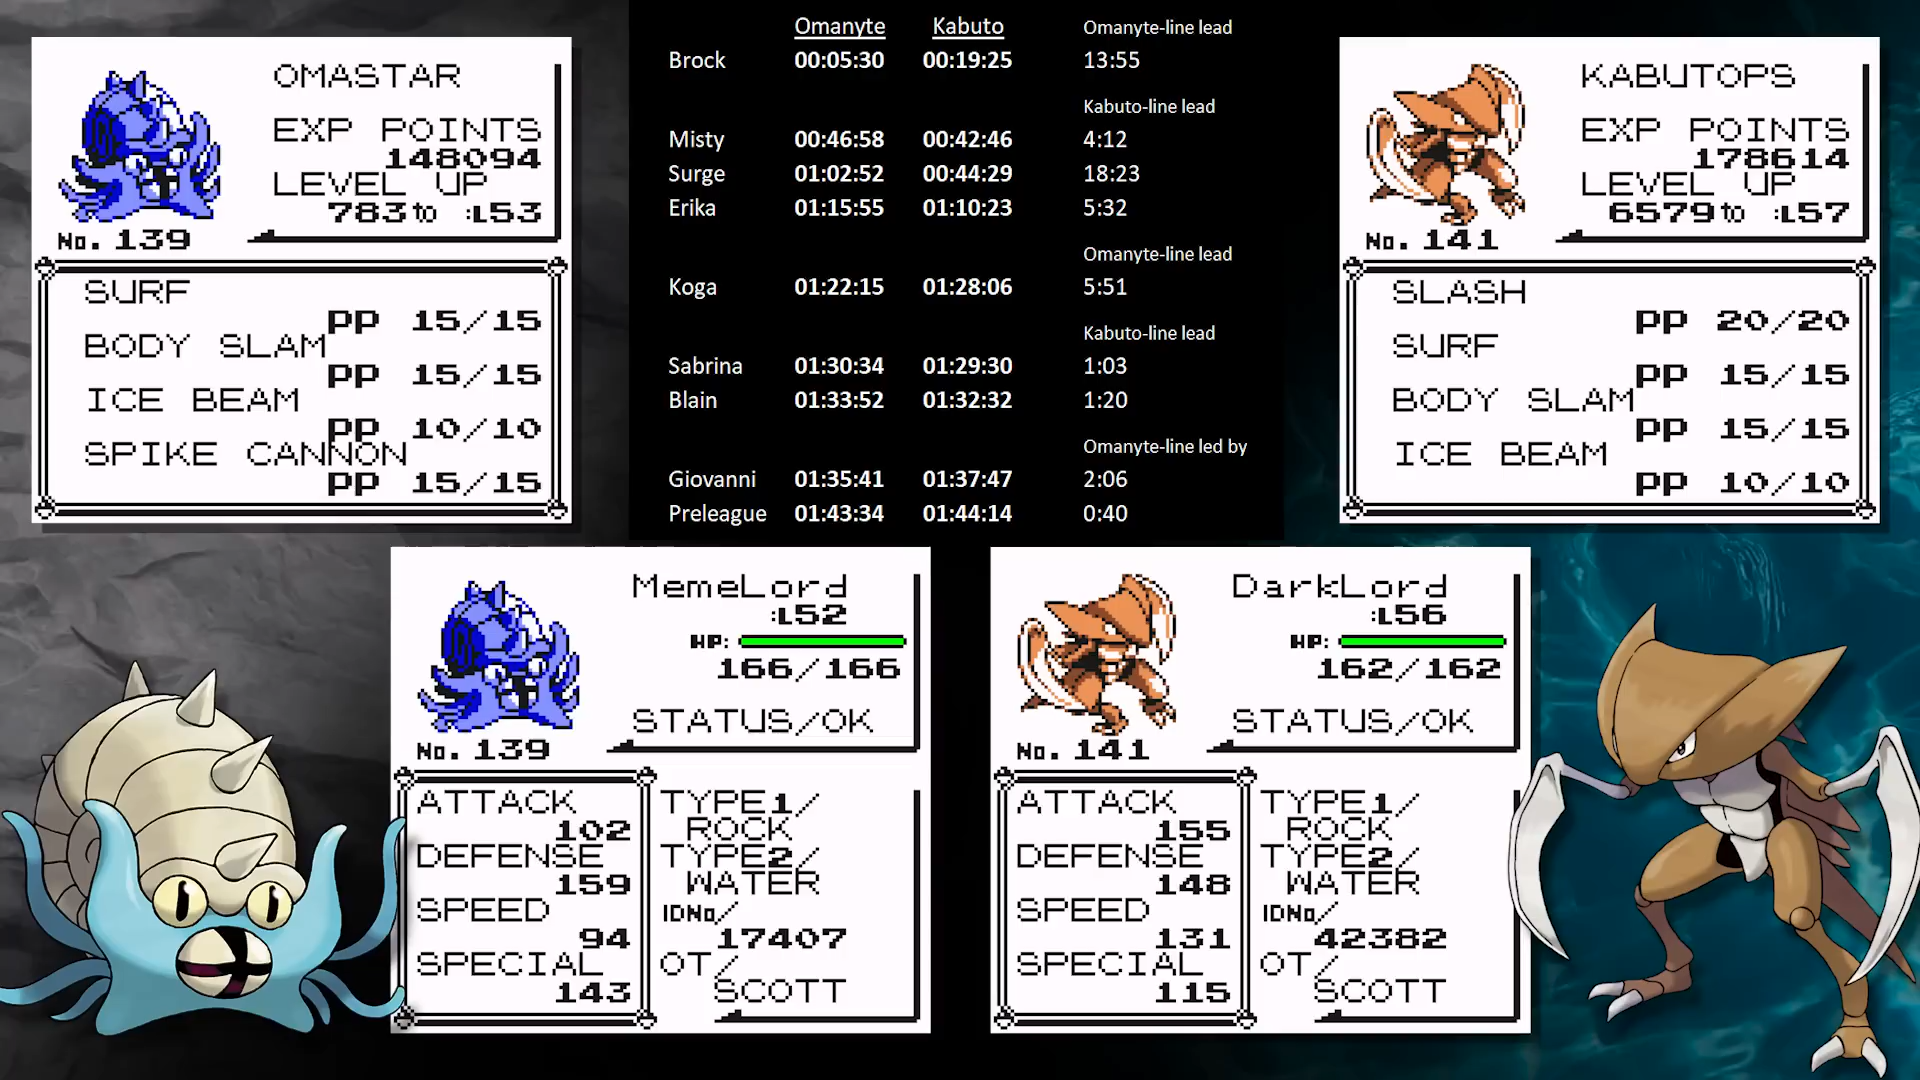 OMASTAR
EXP POINTS
148094
LEVEL UP
783to :L53
No. 139
SURF
PP 15/15
BODY SLAM
PP 15/15
ICE BEAM
PP 10/10
SPIKE CANNON
PP 15/15
Omanyte Kabuto Omanyte-line lead
Brock 00:05:30 00:19:25 13:55
Kabuto-line lead
Misty 00:46:58 00:42:46 4:12
Surge 01:02:52 00:44:29 18:23
Erika 01:15:55 01:10:23 5:32
Omanyte-line lead
Koga 01:22:15 01:28:06 5:51
Kabuto-line lead
Sabrina 01:30:34 01:29:30 1:03
Blain 01:33:52 01:32:32 1:20
Omanyte-line led by
Giovanni 01:35:41 01:37:47 2:06
Preleague 01:43:34 01:44:14 0:40
KABUTOPS
EXP POINTS
178614
LEVEL UP
6579to :L57
No. 141
SLASH
PP 20/20
SURF
PP 15/15
BODY SLAM
PP 15/15
ICE BEAM
PP 10/10
MemeLord
:L52
HP:
166/166
STATUS/OK
No. 139
ATTACK
102
DEFENSE
159
SPEED
94
SPECIAL
143
TYPE1/
ROCK
TYPE2/
WATER
IDNo/
17407
OT/
SCOTT
DarkLord
:L56
HP:
162/162
STATUS/OK
No. 141
ATTACK
155
DEFENSE
148
SPEED
131
SPECIAL
115
TYPE1/
ROCK
TYPE2/
WATER
IDNo/
42382
OT/
SCOTT